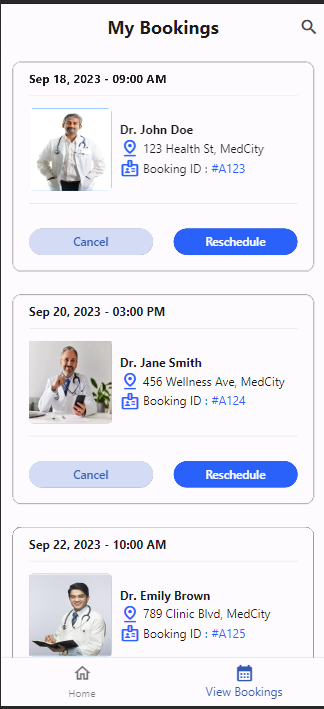 My Bookings
Sep 18, 2023 - 09:00 AM
Dr. John Doe
123 Health St, MedCity
Booking ID : #A123
Cancel
Reschedule
Sep 20, 2023 - 03:00 PM
Dr. Jane Smith
456 Wellness Ave, MedCity
Booking ID : #A124
Cancel
Reschedule
Sep 22, 2023 - 10:00 AM
Dr. Emily Brown
789 Clinic Blvd, MedCity
Booking ID : #A125
Home
View Bookings